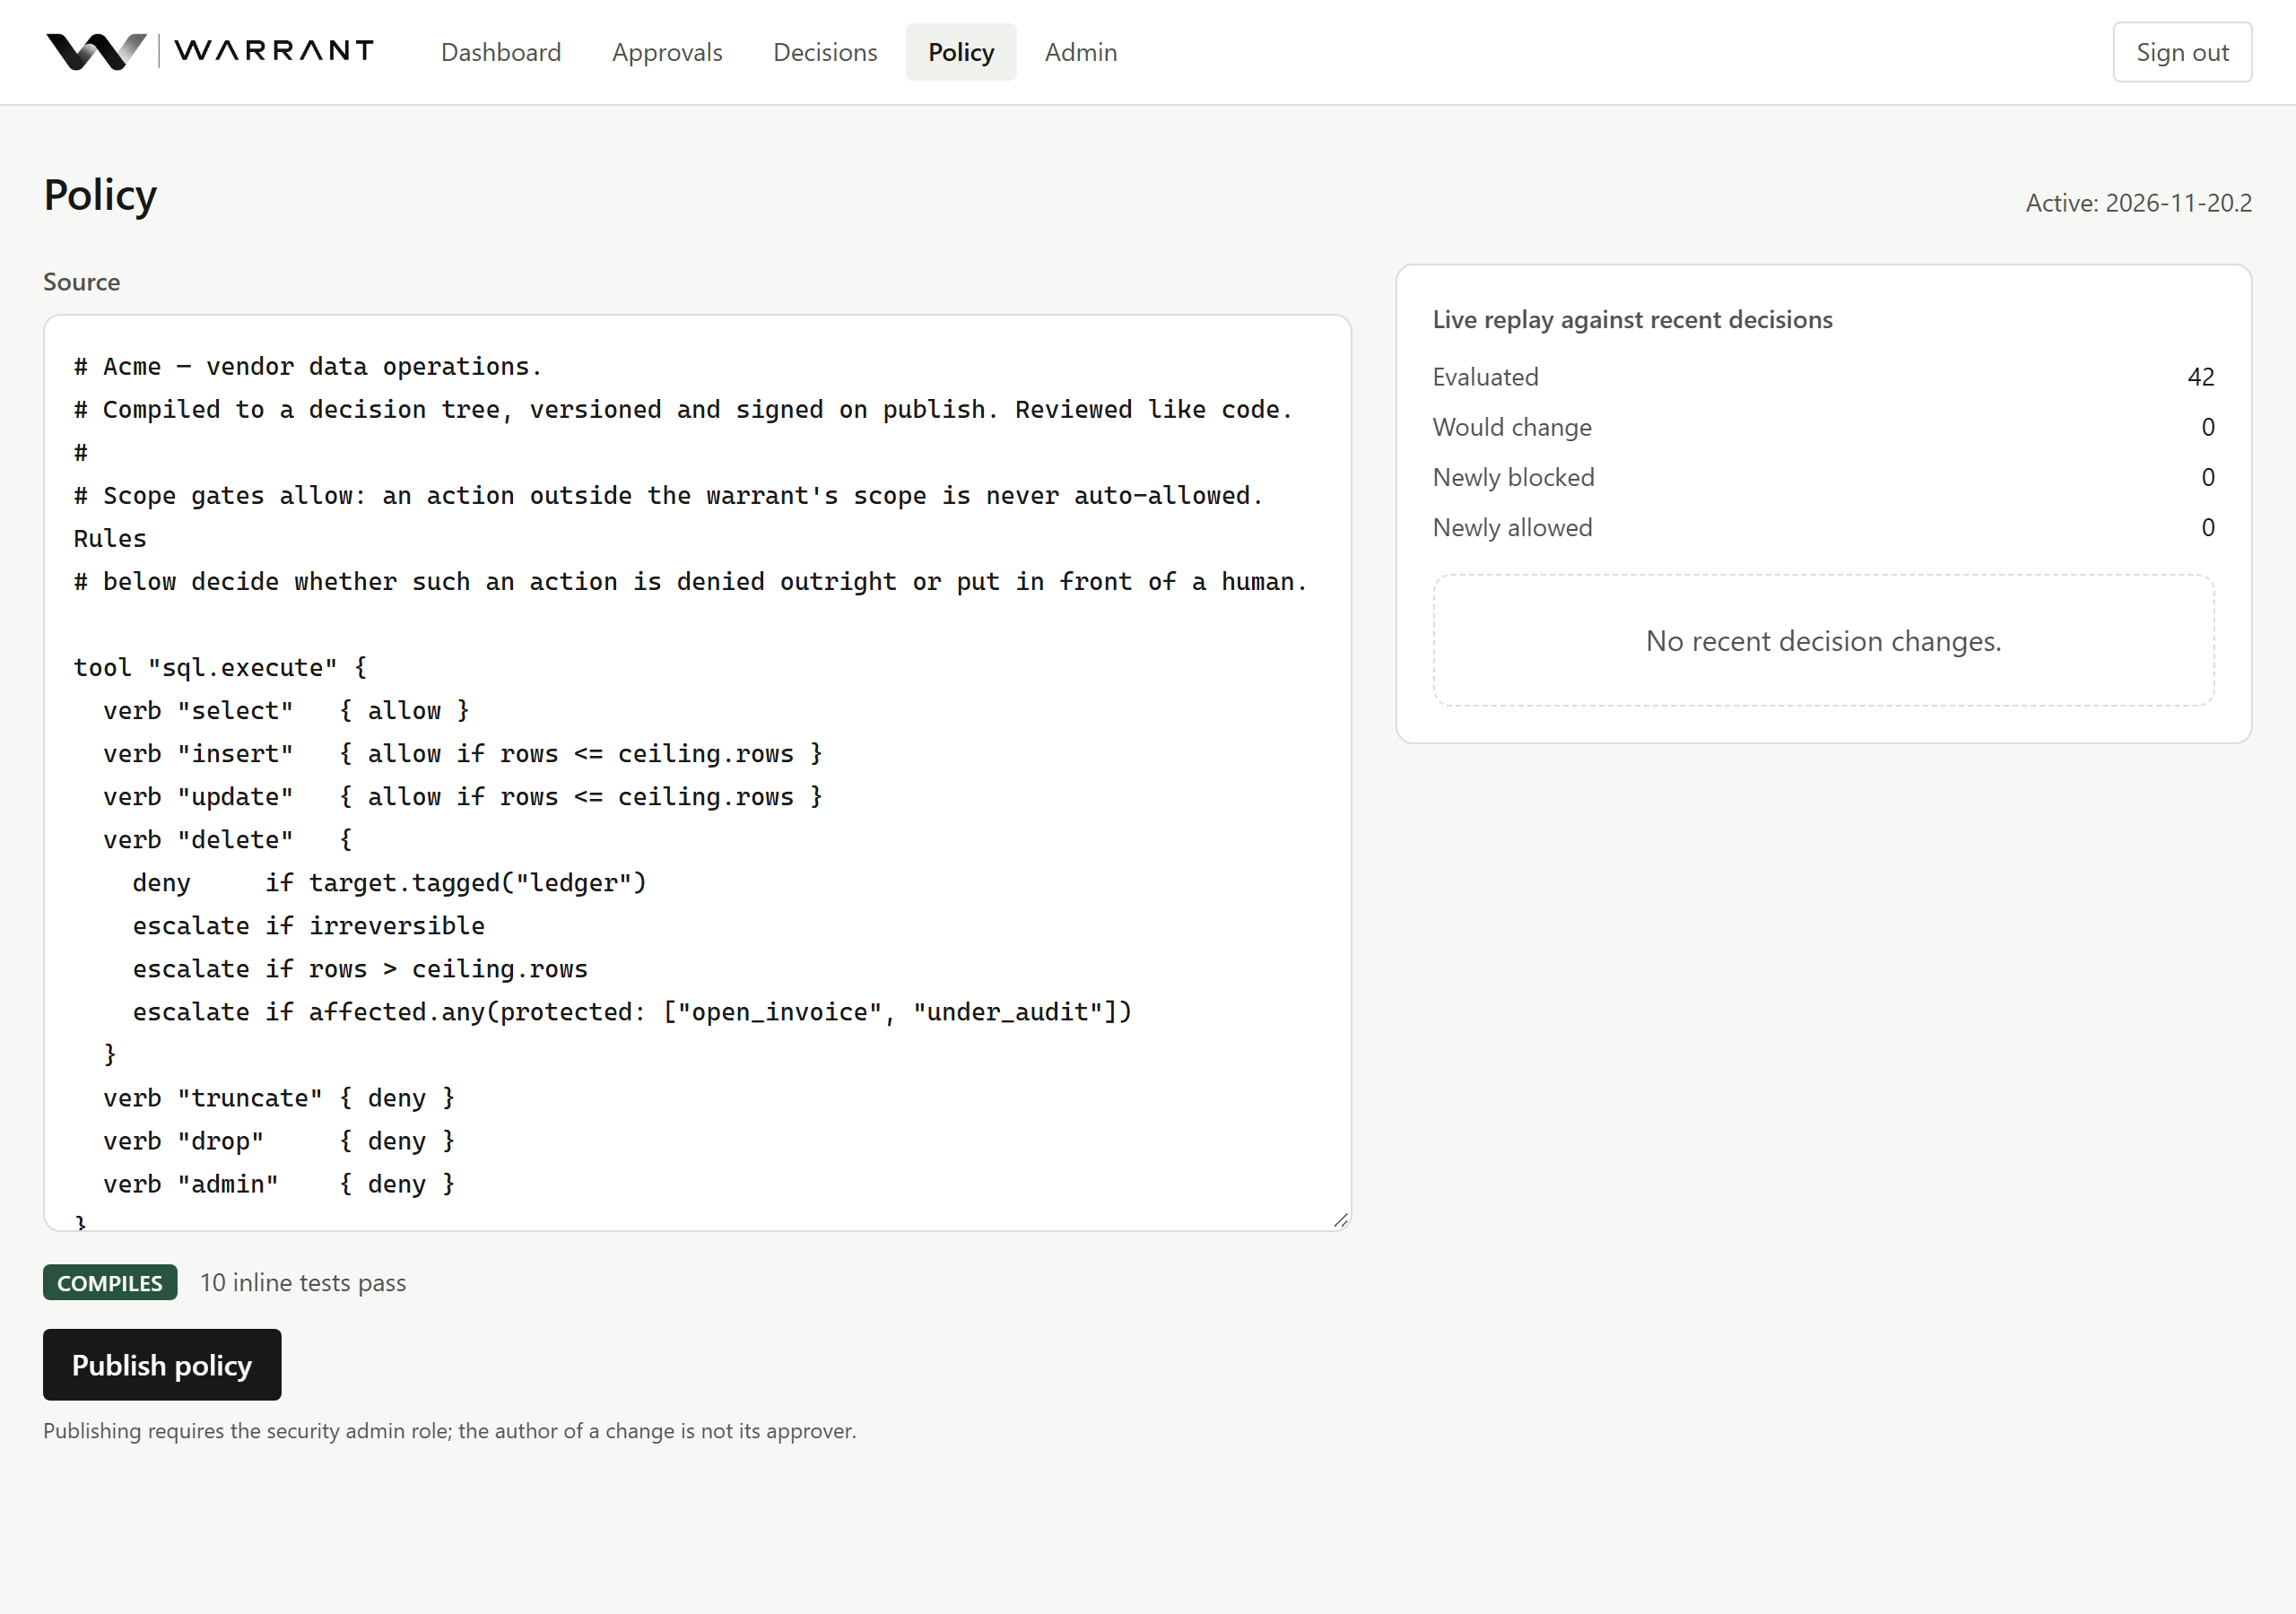 WARRANT
Dashboard
Approvals
Decisions
Policy
Admin
Sign out
Policy
Active: 2026-11-20.2
Source
# Acme — vendor data operations.
# Compiled to a decision tree, versioned and signed on publish. Reviewed like code.
#
# Scope gates allow: an action outside the warrant's scope is never auto-allowed.
Rules
# below decide whether such an action is denied outright or put in front of a human.

tool "sql.execute" {
  verb "select"   { allow }
  verb "insert"   { allow if rows <= ceiling.rows }
  verb "update"   { allow if rows <= ceiling.rows }
  verb "delete"   {
    deny     if target.tagged("ledger")
    escalate if irreversible
    escalate if rows > ceiling.rows
    escalate if affected.any(protected: ["open_invoice", "under_audit"])
  }
  verb "truncate" { deny }
  verb "drop"     { deny }
  verb "admin"    { deny }
}
COMPILES
10 inline tests pass
Publish policy
Publishing requires the security admin role; the author of a change is not its approver.
Live replay against recent decisions
Evaluated 42
Would change 0
Newly blocked 0
Newly allowed 0
No recent decision changes.